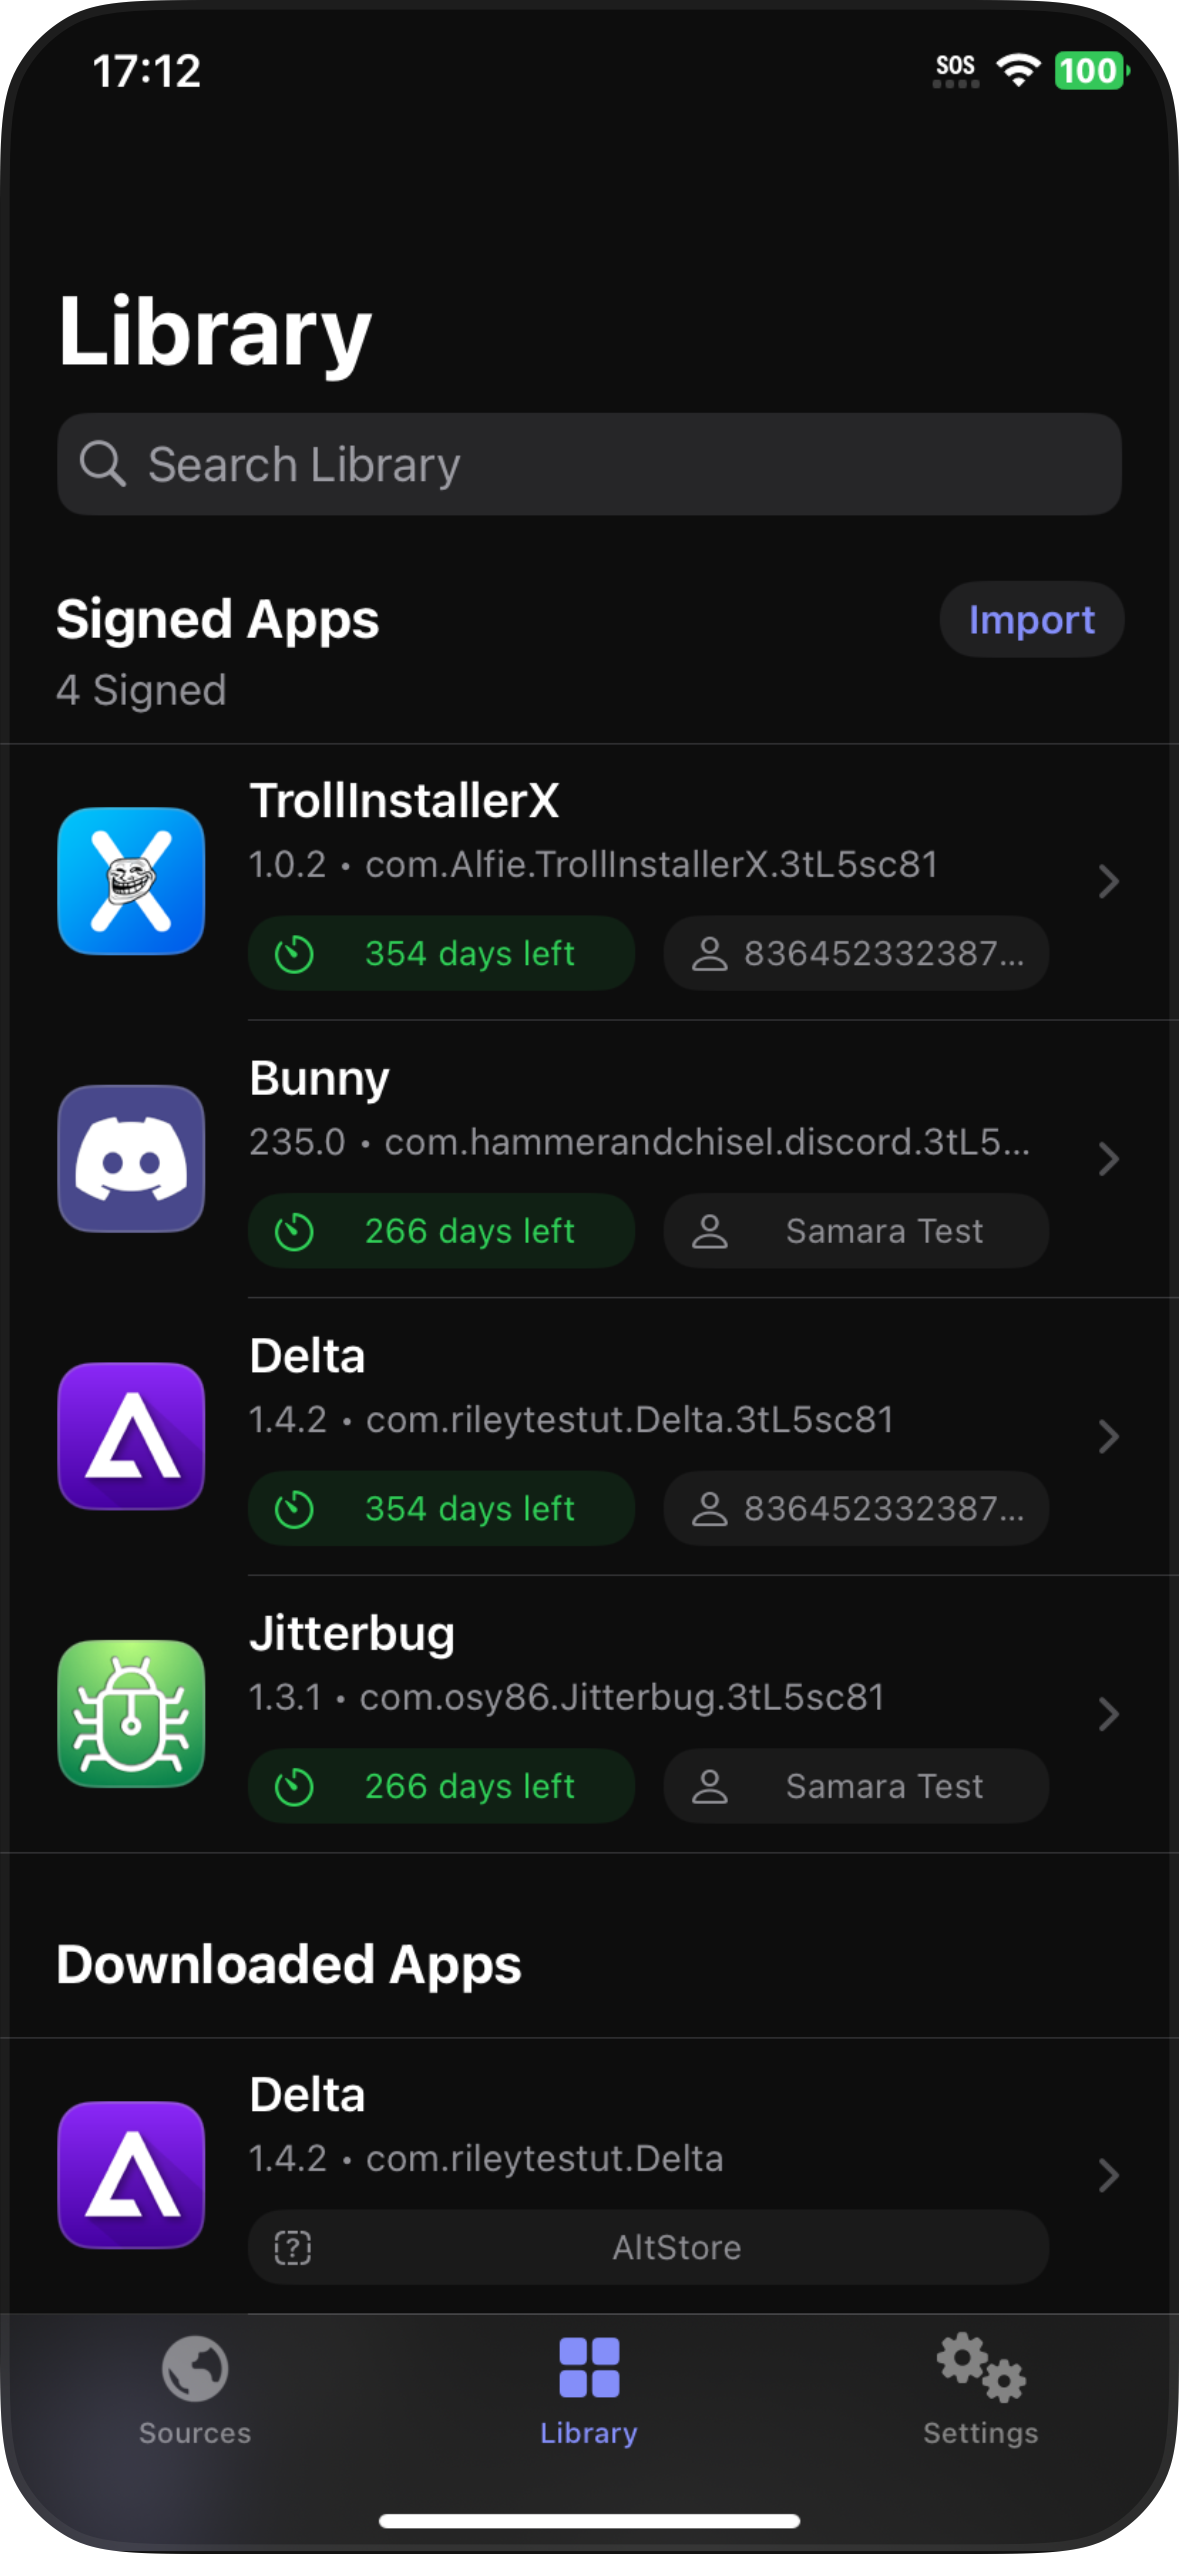 17:12
SOS
100
Library
Search Library
Signed Apps
Import
4 Signed
TrollInstallerX
1.0.2 • com.Alfie.TrollInstallerX.3tL5sc81
354 days left
836452332387...
Bunny
235.0 • com.hammerandchisel.discord.3tL5...
266 days left
Samara Test
Delta
1.4.2 • com.rileytestut.Delta.3tL5sc81
354 days left
836452332387...
Jitterbug
1.3.1 • com.osy86.Jitterbug.3tL5sc81
266 days left
Samara Test
Downloaded Apps
Delta
1.4.2 • com.rileytestut.Delta
AltStore
Sources
Library
Settings